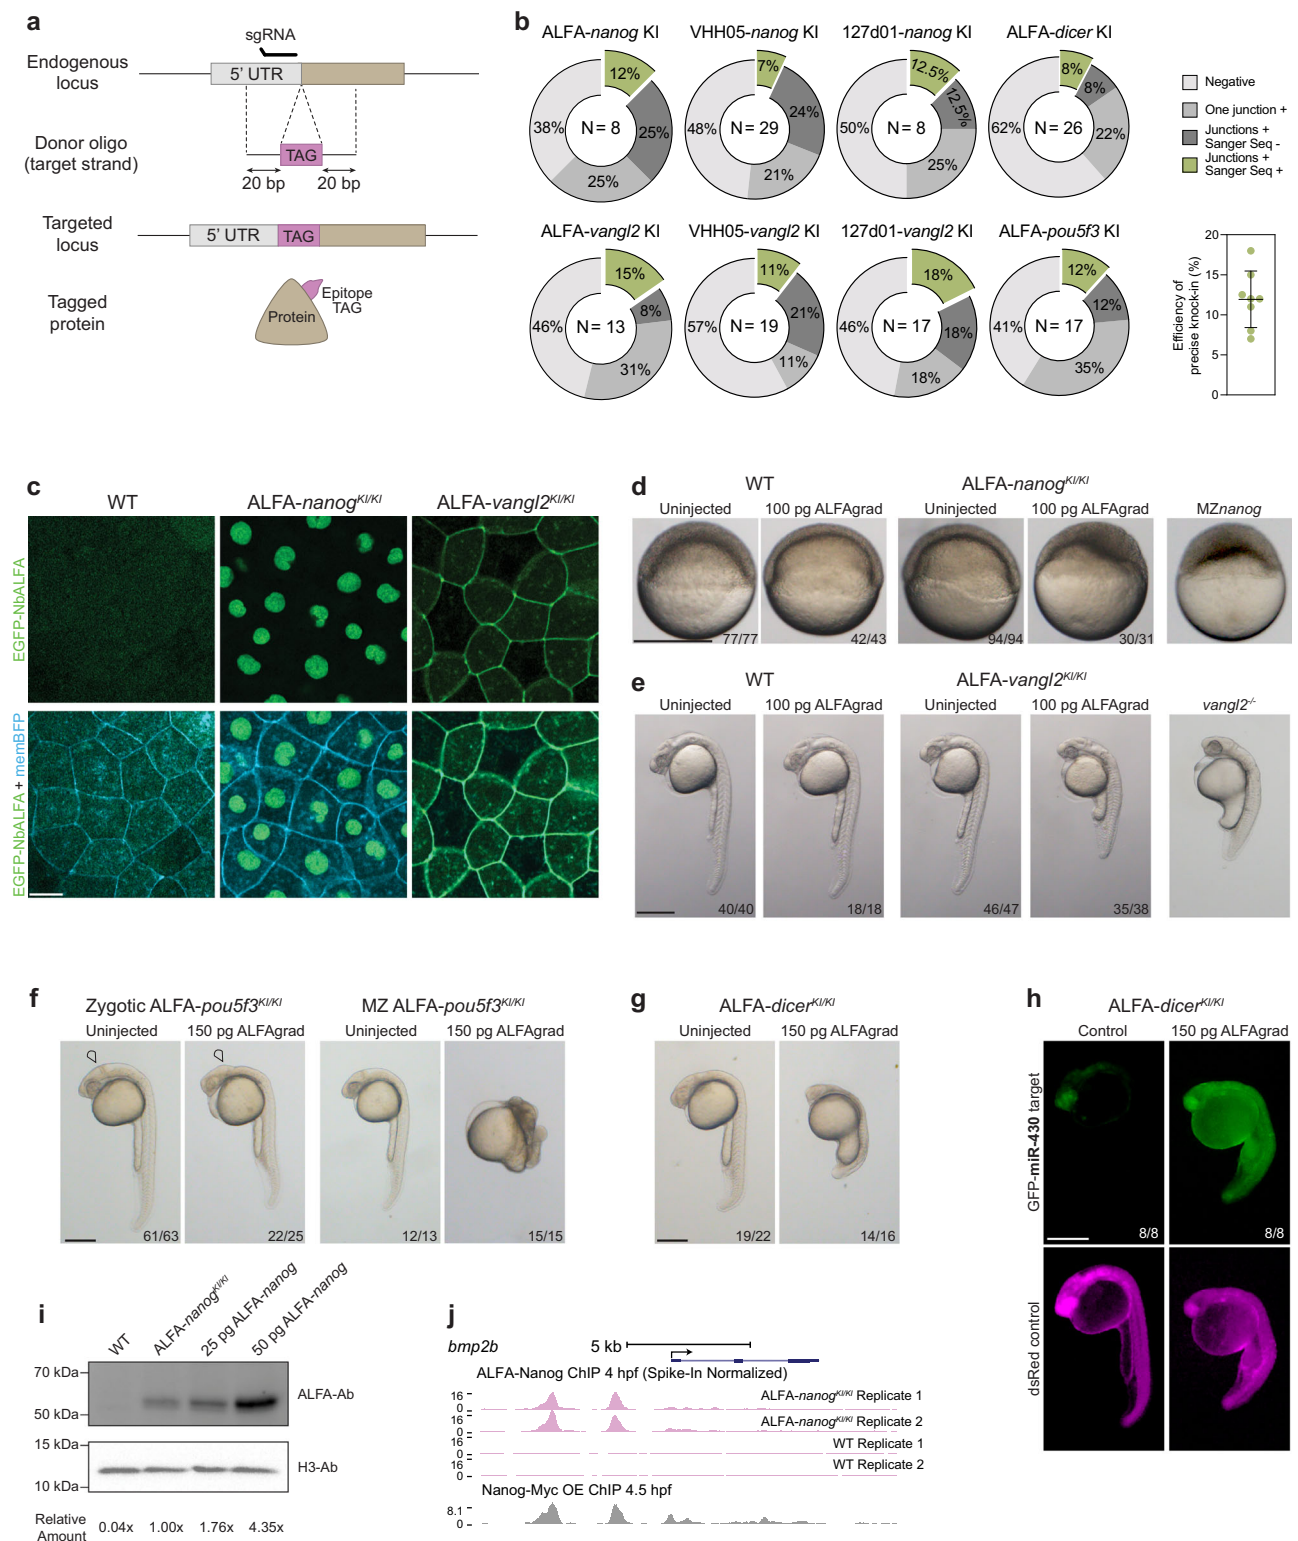 a
sgRNA
Endogenous
locus
5' UTR
Donor oligo
(target strand)
TAG
20 bp
20 bp
Targeted
locus
5' UTR
TAG
Tagged
protein
Protein
Epitope
TAG
b
ALFA-nanog KI
12%
25%
25%
38%
N = 8
VHH05-nanog KI
7%
24%
21%
48%
N = 29
127d01-nanog KI
12.5%
12.5%
25%
50%
N = 8
ALFA-dicer KI
8%
8%
22%
62%
N = 26
Negative
One junction +
Junctions +
Sanger Seq -
Junctions +
Sanger Seq +
ALFA-vangl2 KI
15%
8%
31%
46%
N = 13
VHH05-vangl2 KI
11%
21%
11%
57%
N = 19
127d01-vangl2 KI
18%
18%
18%
46%
N = 17
ALFA-pou5f3 KI
12%
12%
35%
41%
N = 17
Efficiency of
precise knock-in (%)
20
15
10
5
0
c
WT
ALFA-nanogKI/KI
ALFA-vangl2KI/KI
EGFP-NbALFA
EGFP-NbALFA + memBFP
d
WT
ALFA-nanogKI/KI
Uninjected
100 pg ALFAgrad
Uninjected
100 pg ALFAgrad
MZnanog
77/77
42/43
94/94
30/31
e
WT
ALFA-vangl2KI/KI
Uninjected
100 pg ALFAgrad
Uninjected
100 pg ALFAgrad
vangl2-/-
40/40
18/18
46/47
35/38
f
Zygotic ALFA-pou5f3KI/KI
MZ ALFA-pou5f3KI/KI
Uninjected
150 pg ALFAgrad
Uninjected
150 pg ALFAgrad
61/63
22/25
12/13
15/15
g
ALFA-dicerKI/KI
Uninjected
150 pg ALFAgrad
19/22
14/16
h
ALFA-dicerKI/KI
Control
150 pg ALFAgrad
GFP-miR-430 target
8/8
8/8
dsRed control
i
WT
ALFA-nanogKI/KI
25 pg ALFA-nanog
50 pg ALFA-nanog
70 kDa
50 kDa
ALFA-Ab
15 kDa
10 kDa
H3-Ab
Relative
Amount
0.04x
1.00x
1.76x
4.35x
j
bmp2b
5 kb
ALFA-Nanog ChIP 4 hpf (Spike-In Normalized)
16
0
ALFA-nanogKI/KI Replicate 1
16
0
ALFA-nanogKI/KI Replicate 2
16
0
WT Replicate 1
16
0
WT Replicate 2
Nanog-Myc OE ChIP 4.5 hpf
8.1
0